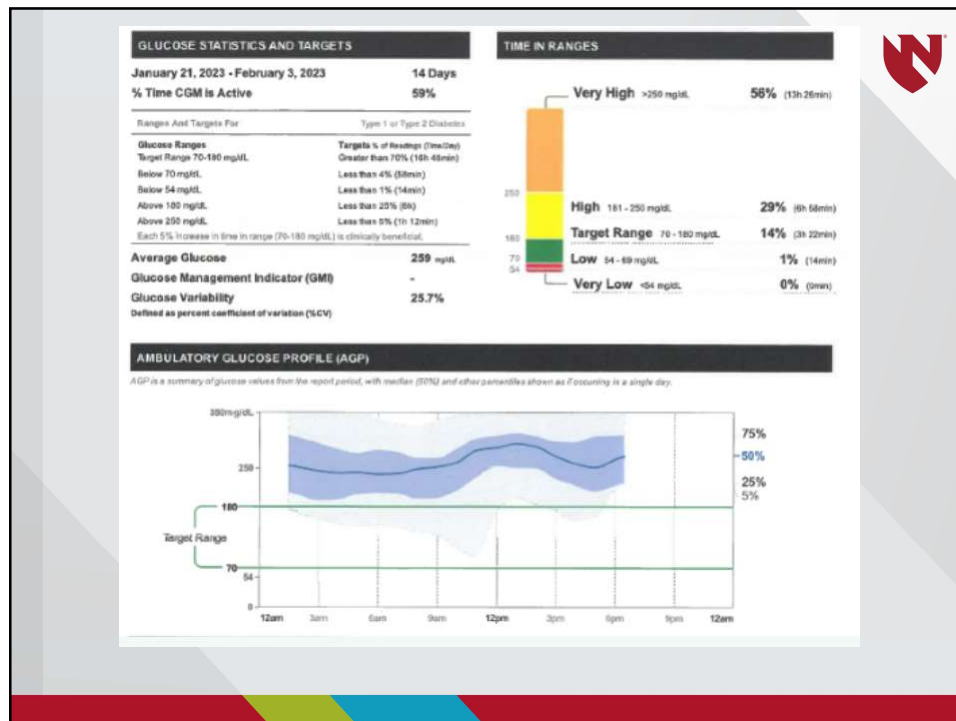 GLUCOSE STATISTICS AND TARGETS
January 21, 2023 - February 3, 2023 14 Days
% Time CGM is Active 59%
Ranges And Targets For Type 1 or Type 2 Diabetes
Glucose Ranges Targets % of Readings (Time/Day)
Target Range 70-180 mg/dL Greater than 70% (16h 48min)
Below 70 mg/dL Less than 4% (58min)
Below 54 mg/dL Less than 1% (14min)
Above 180 mg/dL Less than 25% (6h)
Above 250 mg/dL Less than 5% (1h 12min)
Each 5% increase in time in range (70-180 mg/dL) is clinically beneficial.
Average Glucose 259 mg/dL
Glucose Management Indicator (GMI) -
Glucose Variability 25.7%
Defined as percent coefficient of variation (%CV)
TIME IN RANGES
Very High >250 mg/dL 56% (13h 26min)
250
High 181 - 250 mg/dL 29% (6h 58min)
180
Target Range 70 - 180 mg/dL 14% (3h 22min)
70
Low 54 - 69 mg/dL 1% (14min)
54
Very Low <54 mg/dL 0% (0min)
N
AMBULATORY GLUCOSE PROFILE (AGP)
AGP is a summary of glucose values from the report period, with median (50%) and other percentiles shown as if occurring in a single day.
350mg/dL
75%
50%
250
25%
5%
180
Target Range
70
54
0
12am 3am 6am 9am 12pm 3pm 6pm 9pm 12am